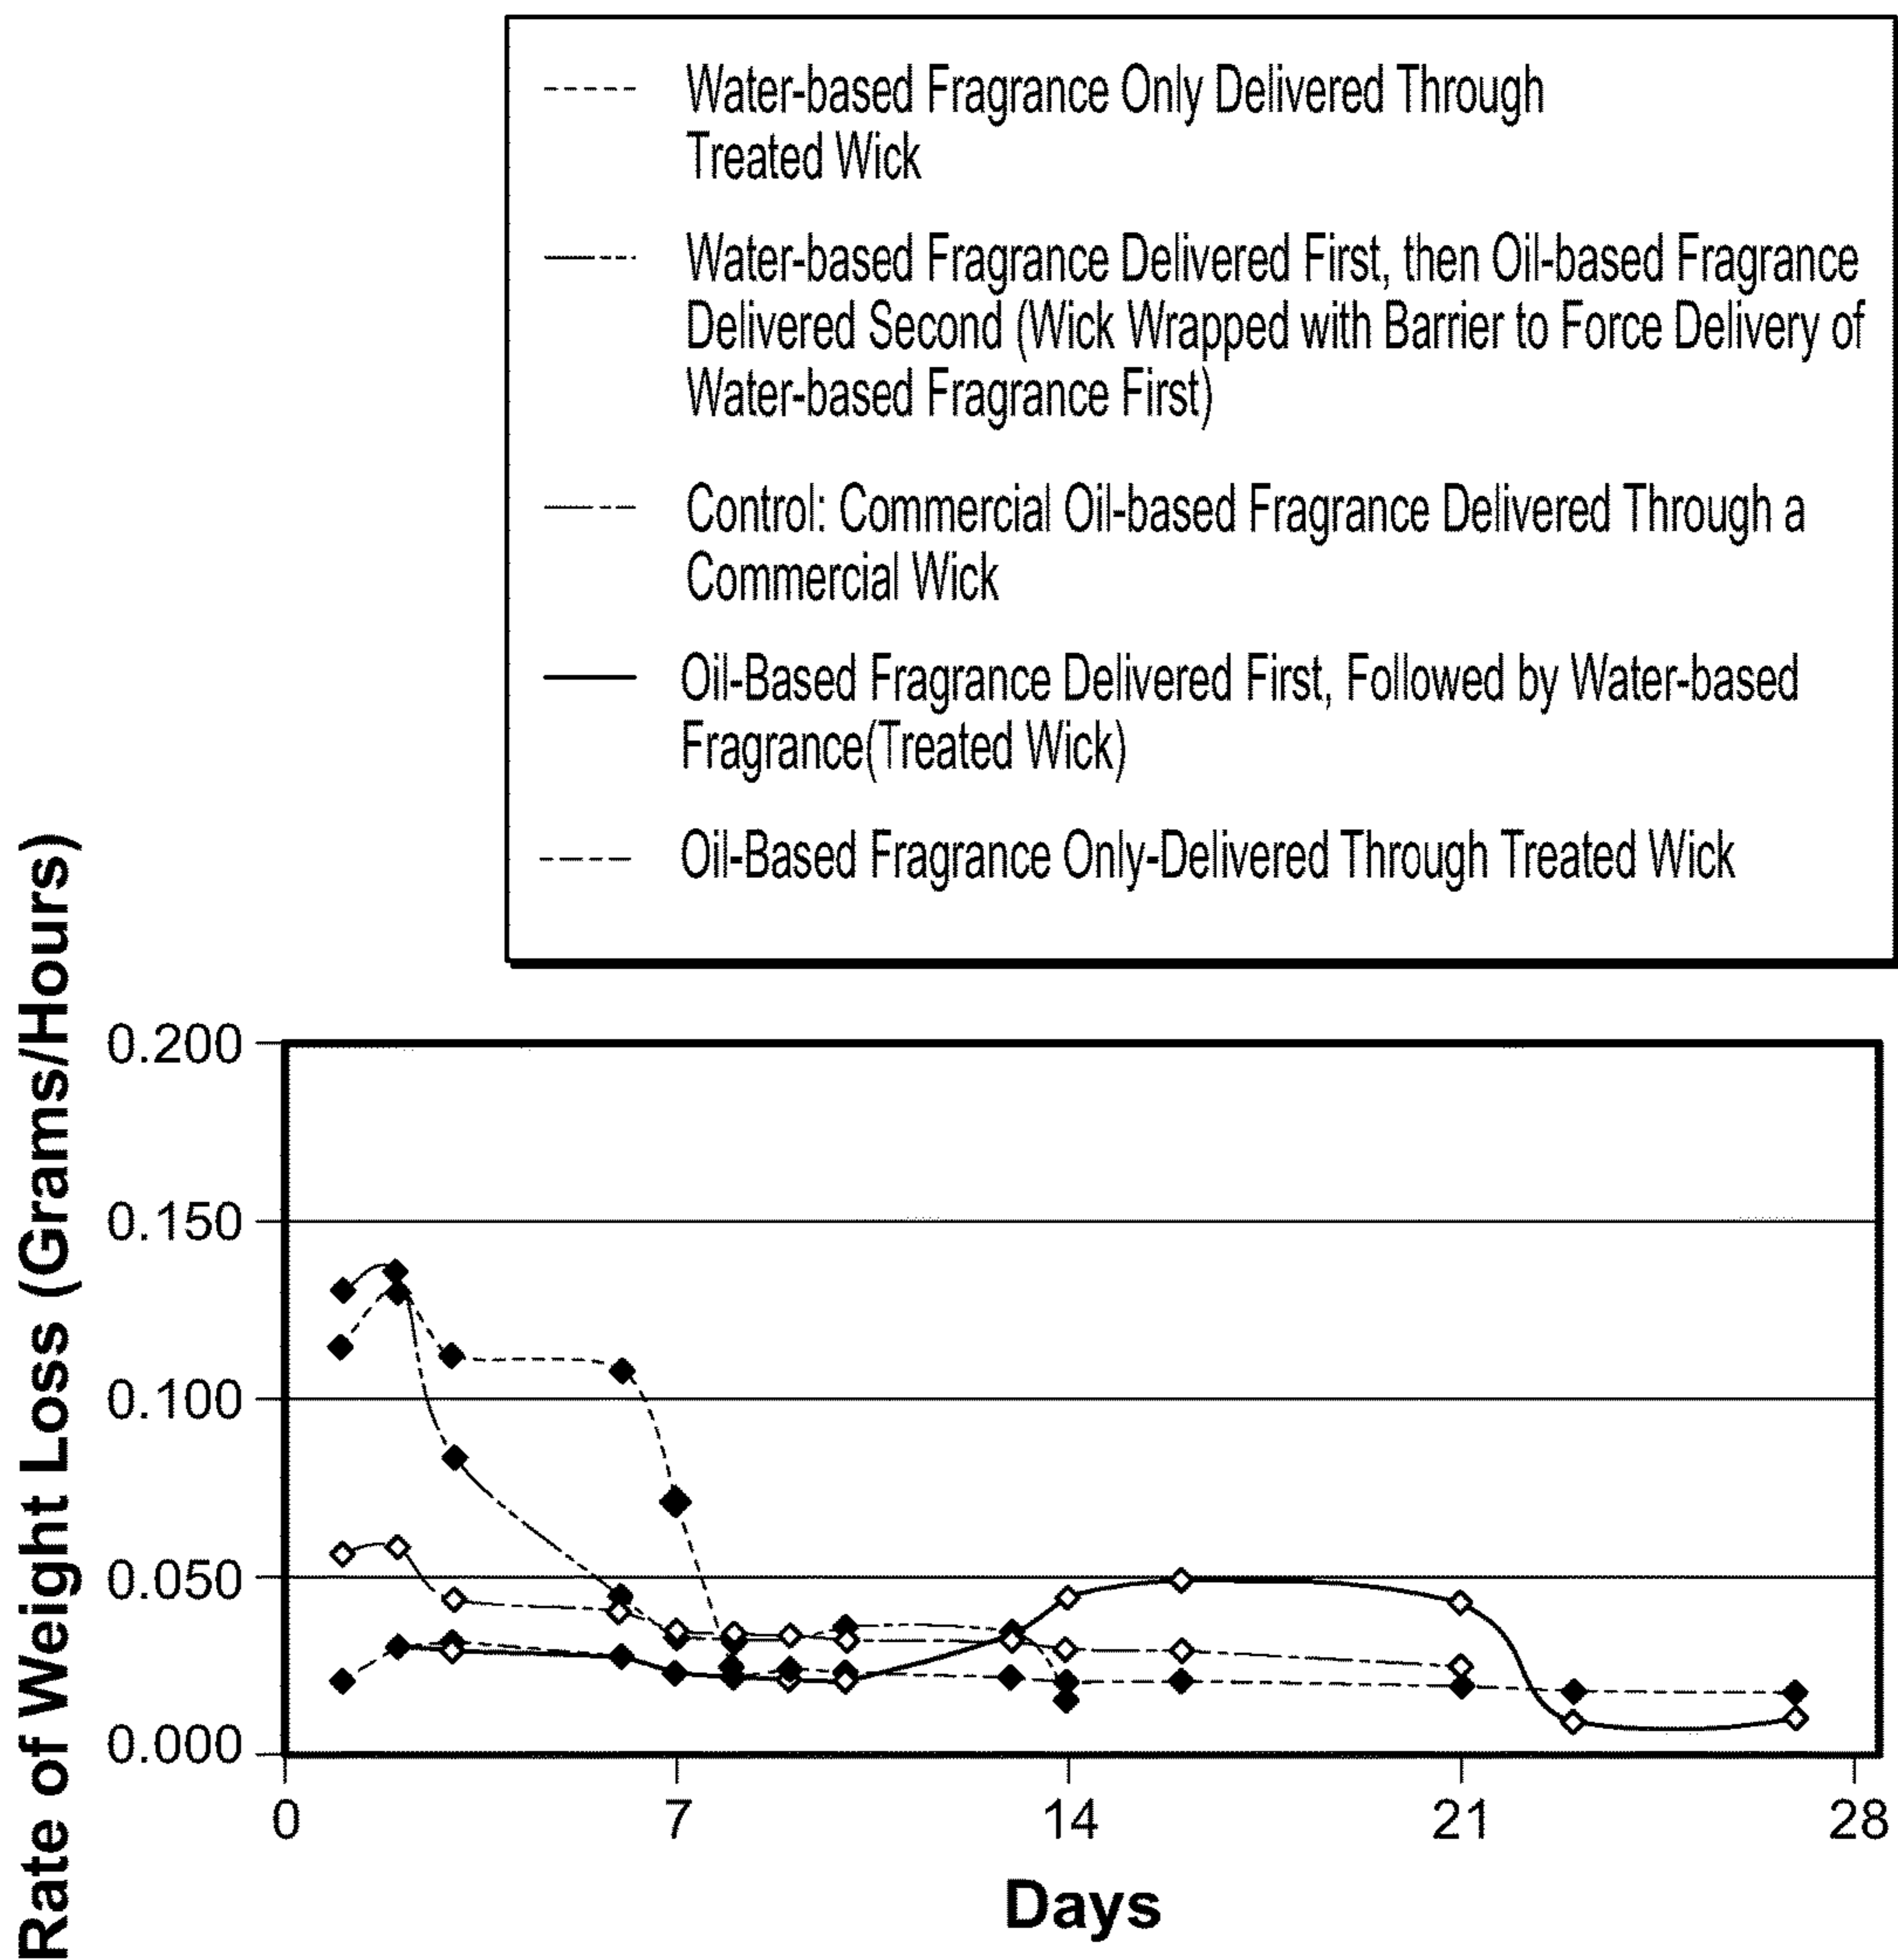 Water-based Fragrance Only Delivered Through
Treated Wick
Water-based Fragrance Delivered First, then Oil-based Fragrance
Delivered Second (Wick Wrapped with Barrier to Force Delivery of
Water-based Fragrance First)
Control: Commercial Oil-based Fragrance Delivered Through a
Commercial Wick
Oil-Based Fragrance Delivered First, Followed by Water-based
Fragrance(Treated Wick)
Oil-Based Fragrance Only-Delivered Through Treated Wick
Rate of Weight Loss (Grams/Hours)
0.200
0.150
0.100
0.050
0.000
0 7 14 21 28
Days